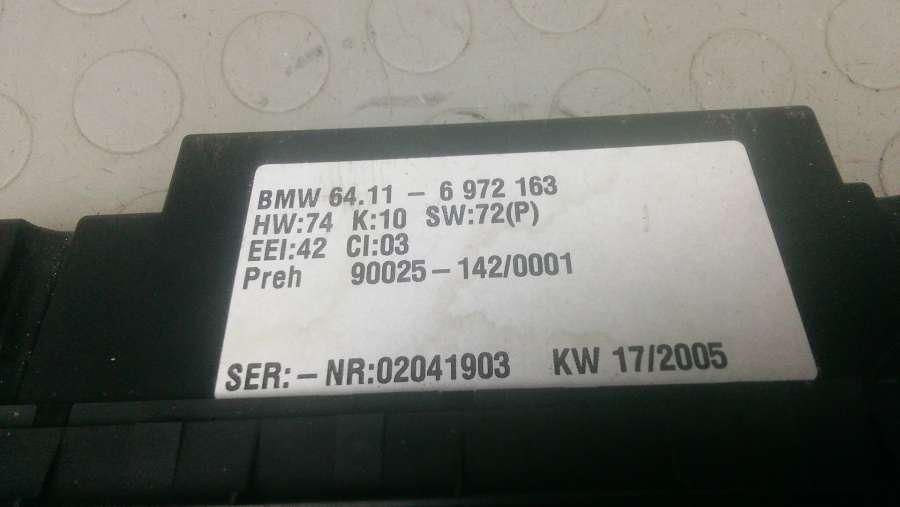 BMW 64.11 – 6 972 163
HW:74 K:10 SW:72(P)
EEI:42 CI:03
Preh 90025–142/0001
SER:–NR:02041903 KW 17/2005